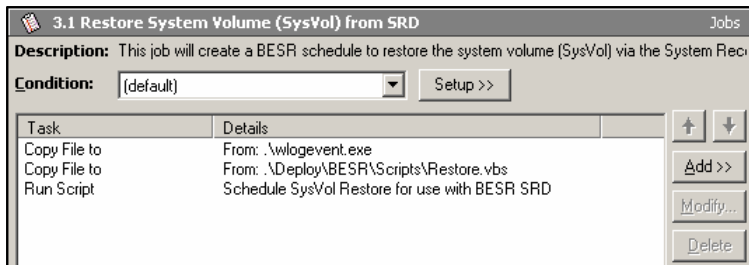 3.1 Restore System Volume (SysVol) from SRD Jobs
Description: This job will create a BESR schedule to restore the system volume (SysVol) via the System Reco
Condition: (default) Setup >>
Task Details
Copy File to From: .\wlogevent.exe
Copy File to From: .\Deploy\BESR\Scripts\Restore.vbs
Add >>
Run Script Schedule SysVol Restore for use with BESR SRD
Modify...
Delete